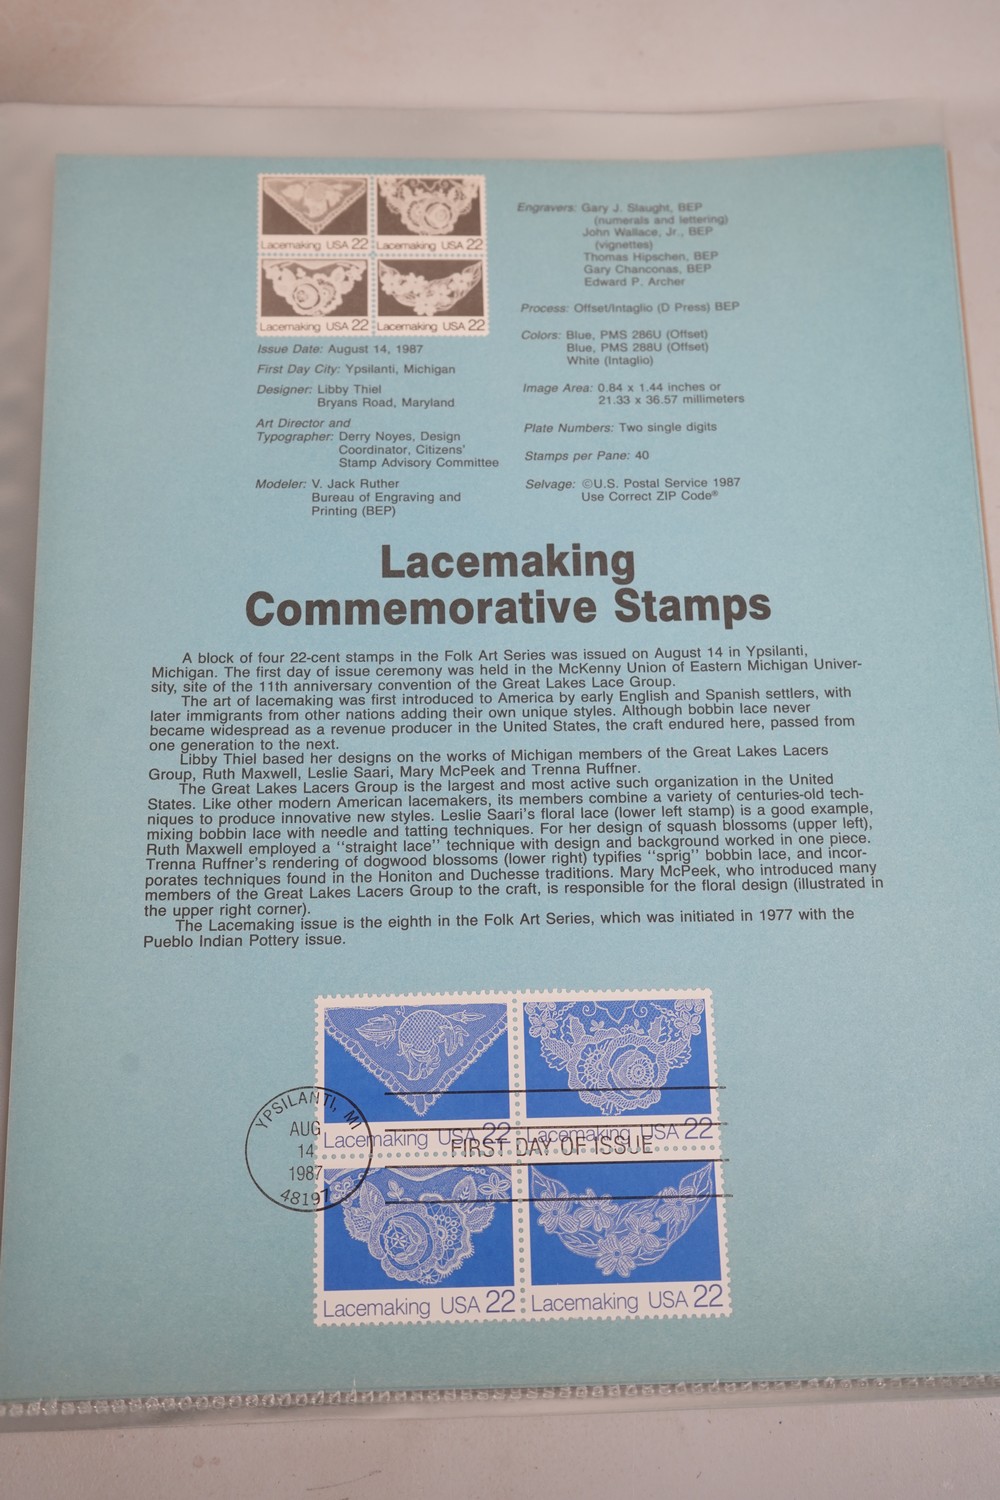 Lacemaking USA 22 Lacemaking USA 22
Lacemaking USA 22 Lacemaking USA 22
Issue Date: August 14, 1987
First Day City: Ypsilanti, Michigan
Designer: Libby Thiel
Bryans Road, Maryland
Art Director and
Typographer: Derry Noyes, Design
Coordinator, Citizens'
Stamp Advisory Committee
Modeler: V. Jack Ruther
Bureau of Engraving and
Printing (BEP)
Engravers: Gary J. Slaught, BEP
(numerals and lettering)
John Wallace, Jr., BEP
(vignettes)
Thomas Hipschen, BEP
Gary Chanconas, BEP
Edward P. Archer
Process: Offset/Intaglio (D Press) BEP
Colors: Blue, PMS 286U (Offset)
Blue, PMS 288U (Offset)
White (Intaglio)
Image Area: 0.84 x 1.44 inches or
21.33 x 36.57 millimeters
Plate Numbers: Two single digits
Stamps per Pane: 40
Selvage: ©U.S. Postal Service 1987
Use Correct ZIP Code®
Lacemaking
Commemorative Stamps
A block of four 22-cent stamps in the Folk Art Series was issued on August 14 in Ypsilanti,
Michigan. The first day of issue ceremony was held in the McKenny Union of Eastern Michigan Univer-
sity, site of the 11th anniversary convention of the Great Lakes Lace Group.
The art of lacemaking was first introduced to America by early English and Spanish settlers, with
later immigrants from other nations adding their own unique styles. Although bobbin lace never
became widespread as a revenue producer in the United States, the craft endured here, passed from
one generation to the next.
Libby Thiel based her designs on the works of Michigan members of the Great Lakes Lacers
Group, Ruth Maxwell, Leslie Saari, Mary McPeek and Trenna Ruffner.
The Great Lakes Lacers Group is the largest and most active such organization in the United
States. Like other modern American lacemakers, its members combine a variety of centuries-old tech-
niques to produce innovative new styles. Leslie Saari's floral lace (lower left stamp) is a good example,
mixing bobbin lace with needle and tatting techniques. For her design of squash blossoms (upper left),
Ruth Maxwell employed a "straight lace" technique with design and background worked in one piece.
Trenna Ruffner's rendering of dogwood blossoms (lower right) typifies "sprig" bobbin lace, and incor-
porates techniques found in the Honiton and Duchesse traditions. Mary McPeek, who introduced many
members of the Great Lakes Lacers Group to the craft, is responsible for the floral design (illustrated in
the upper right corner).
The Lacemaking issue is the eighth in the Folk Art Series, which was initiated in 1977 with the
Pueblo Indian Pottery issue.
YPSILANTI, MI
AUG
14
1987
48197
Lacemaking USA 22 Lacemaking USA 22
FIRST DAY OF ISSUE
Lacemaking USA 22 Lacemaking USA 22